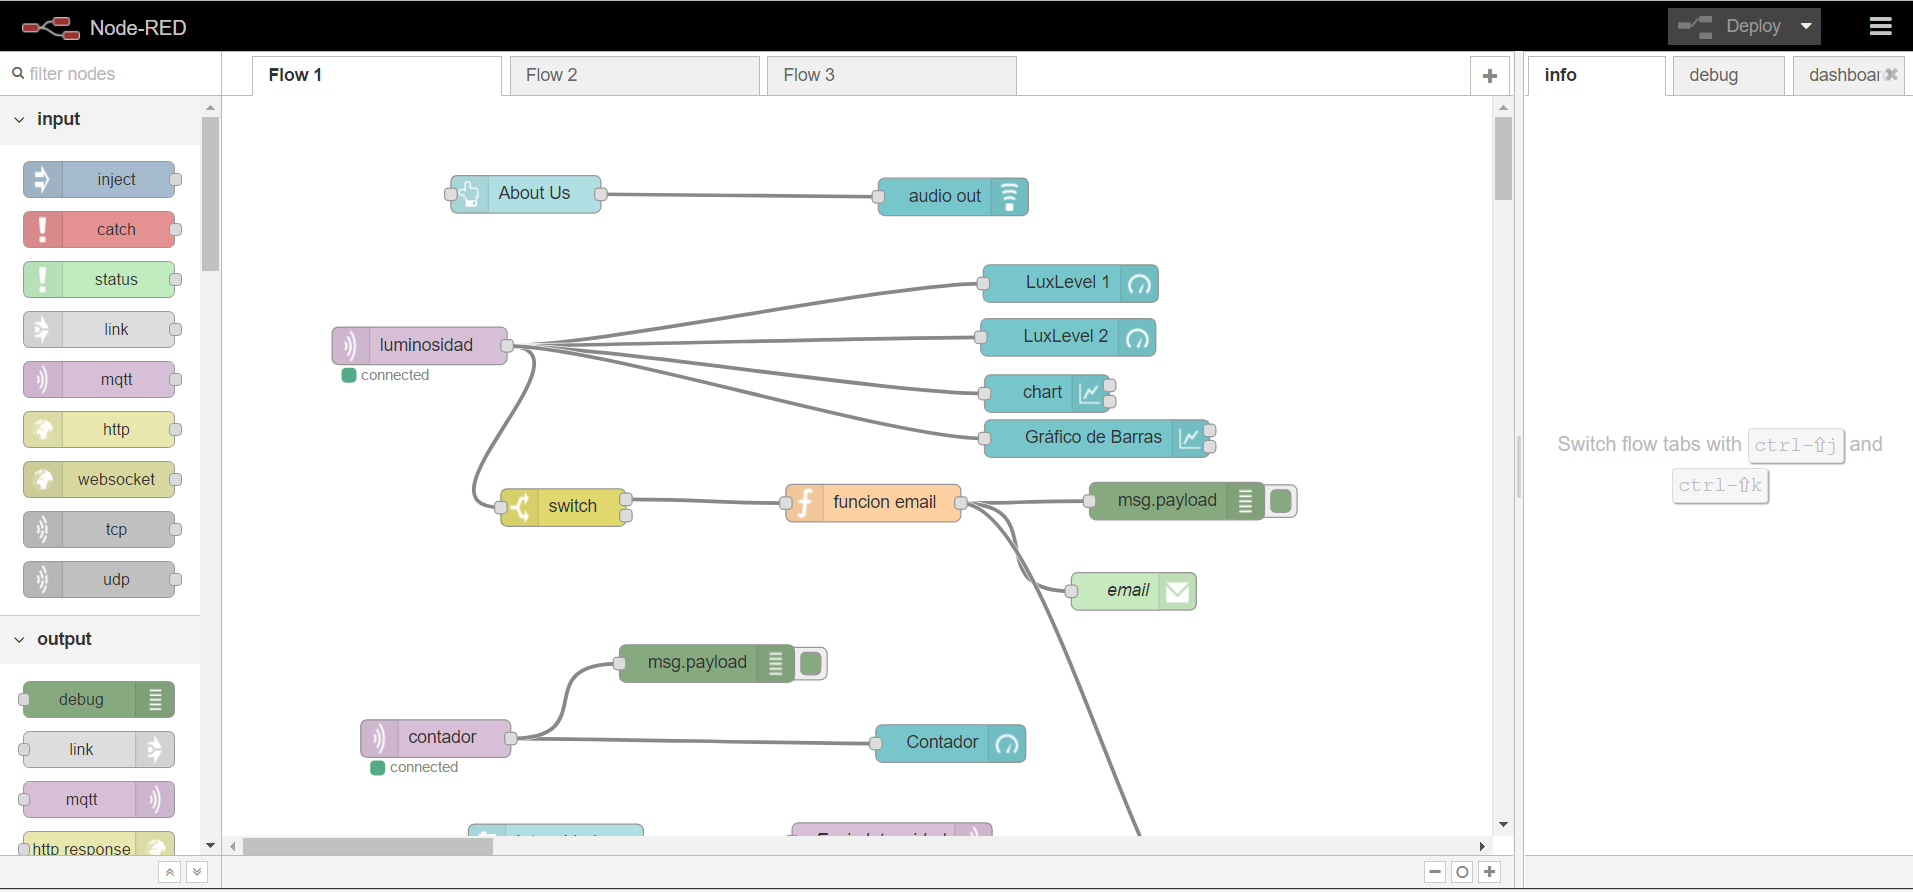 Node-RED
Deploy
filter nodes
Flow 1
Flow 2
Flow 3
info
debug
dashboar
input
inject
catch
status
link
mqtt
http
websocket
tcp
udp
output
debug
link
mqtt
http response
About Us
audio out
LuxLevel 1
luminosidad
connected
LuxLevel 2
chart
Gráfico de Barras
switch
funcion email
msg.payload
email
msg.payload
contador
connected
Contador
Switch flow tabs with ctrl-⇧j and
ctrl-⇧k